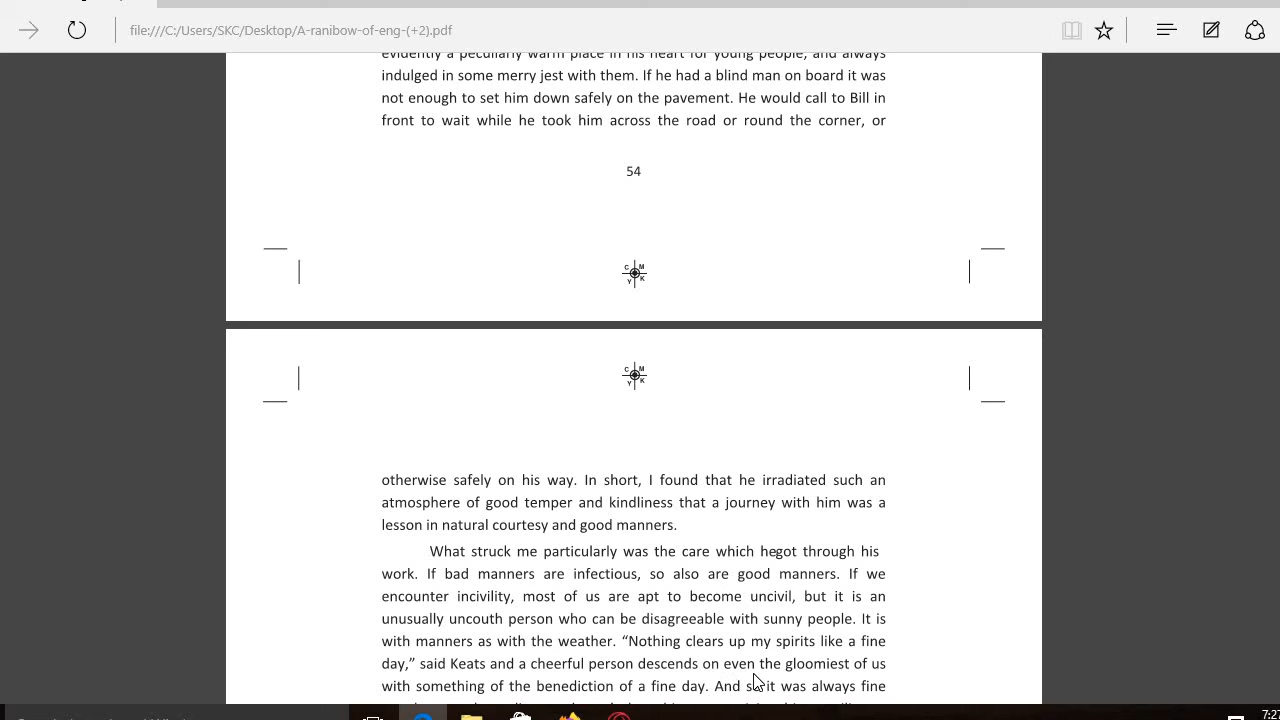 file:///C:/Users/SKC/Desktop/A-ranibow-of-eng-(+2).pdf
evidently a peculiarly warm place in his heart for young people, and always
indulged in some merry jest with them. If he had a blind man on board it was
not enough to set him down safely on the pavement. He would call to Bill in
front to wait while he took him across the road or round the corner, or
54
C M
Y K
C M
Y K
otherwise safely on his way. In short, I found that he irradiated such an
atmosphere of good temper and kindliness that a journey with him was a
lesson in natural courtesy and good manners.
What struck me particularly was the care which hegot through his
work. If bad manners are infectious, so also are good manners. If we
encounter incivility, most of us are apt to become uncivil, but it is an
unusually uncouth person who can be disagreeable with sunny people. It is
with manners as with the weather. “Nothing clears up my spirits like a fine
day,” said Keats and a cheerful person descends on even the gloomiest of us
with something of the benediction of a fine day. And so it was always fine
7:27